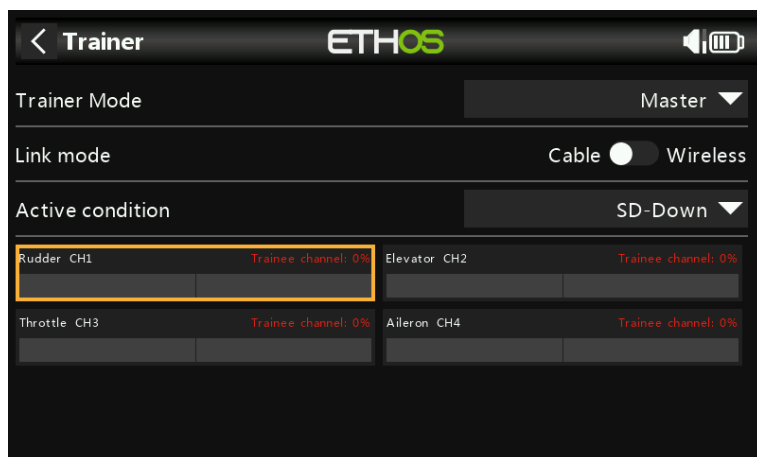 Trainer
ETHOS
Trainer Mode
Master
Link mode
Cable
Wireless
Active condition
SD-Down
Rudder CH1
Trainee channel: 0%
Elevator CH2
Trainee channel: 0%
Throttle CH3
Trainee channel: 0%
Aileron CH4
Trainee channel: 0%